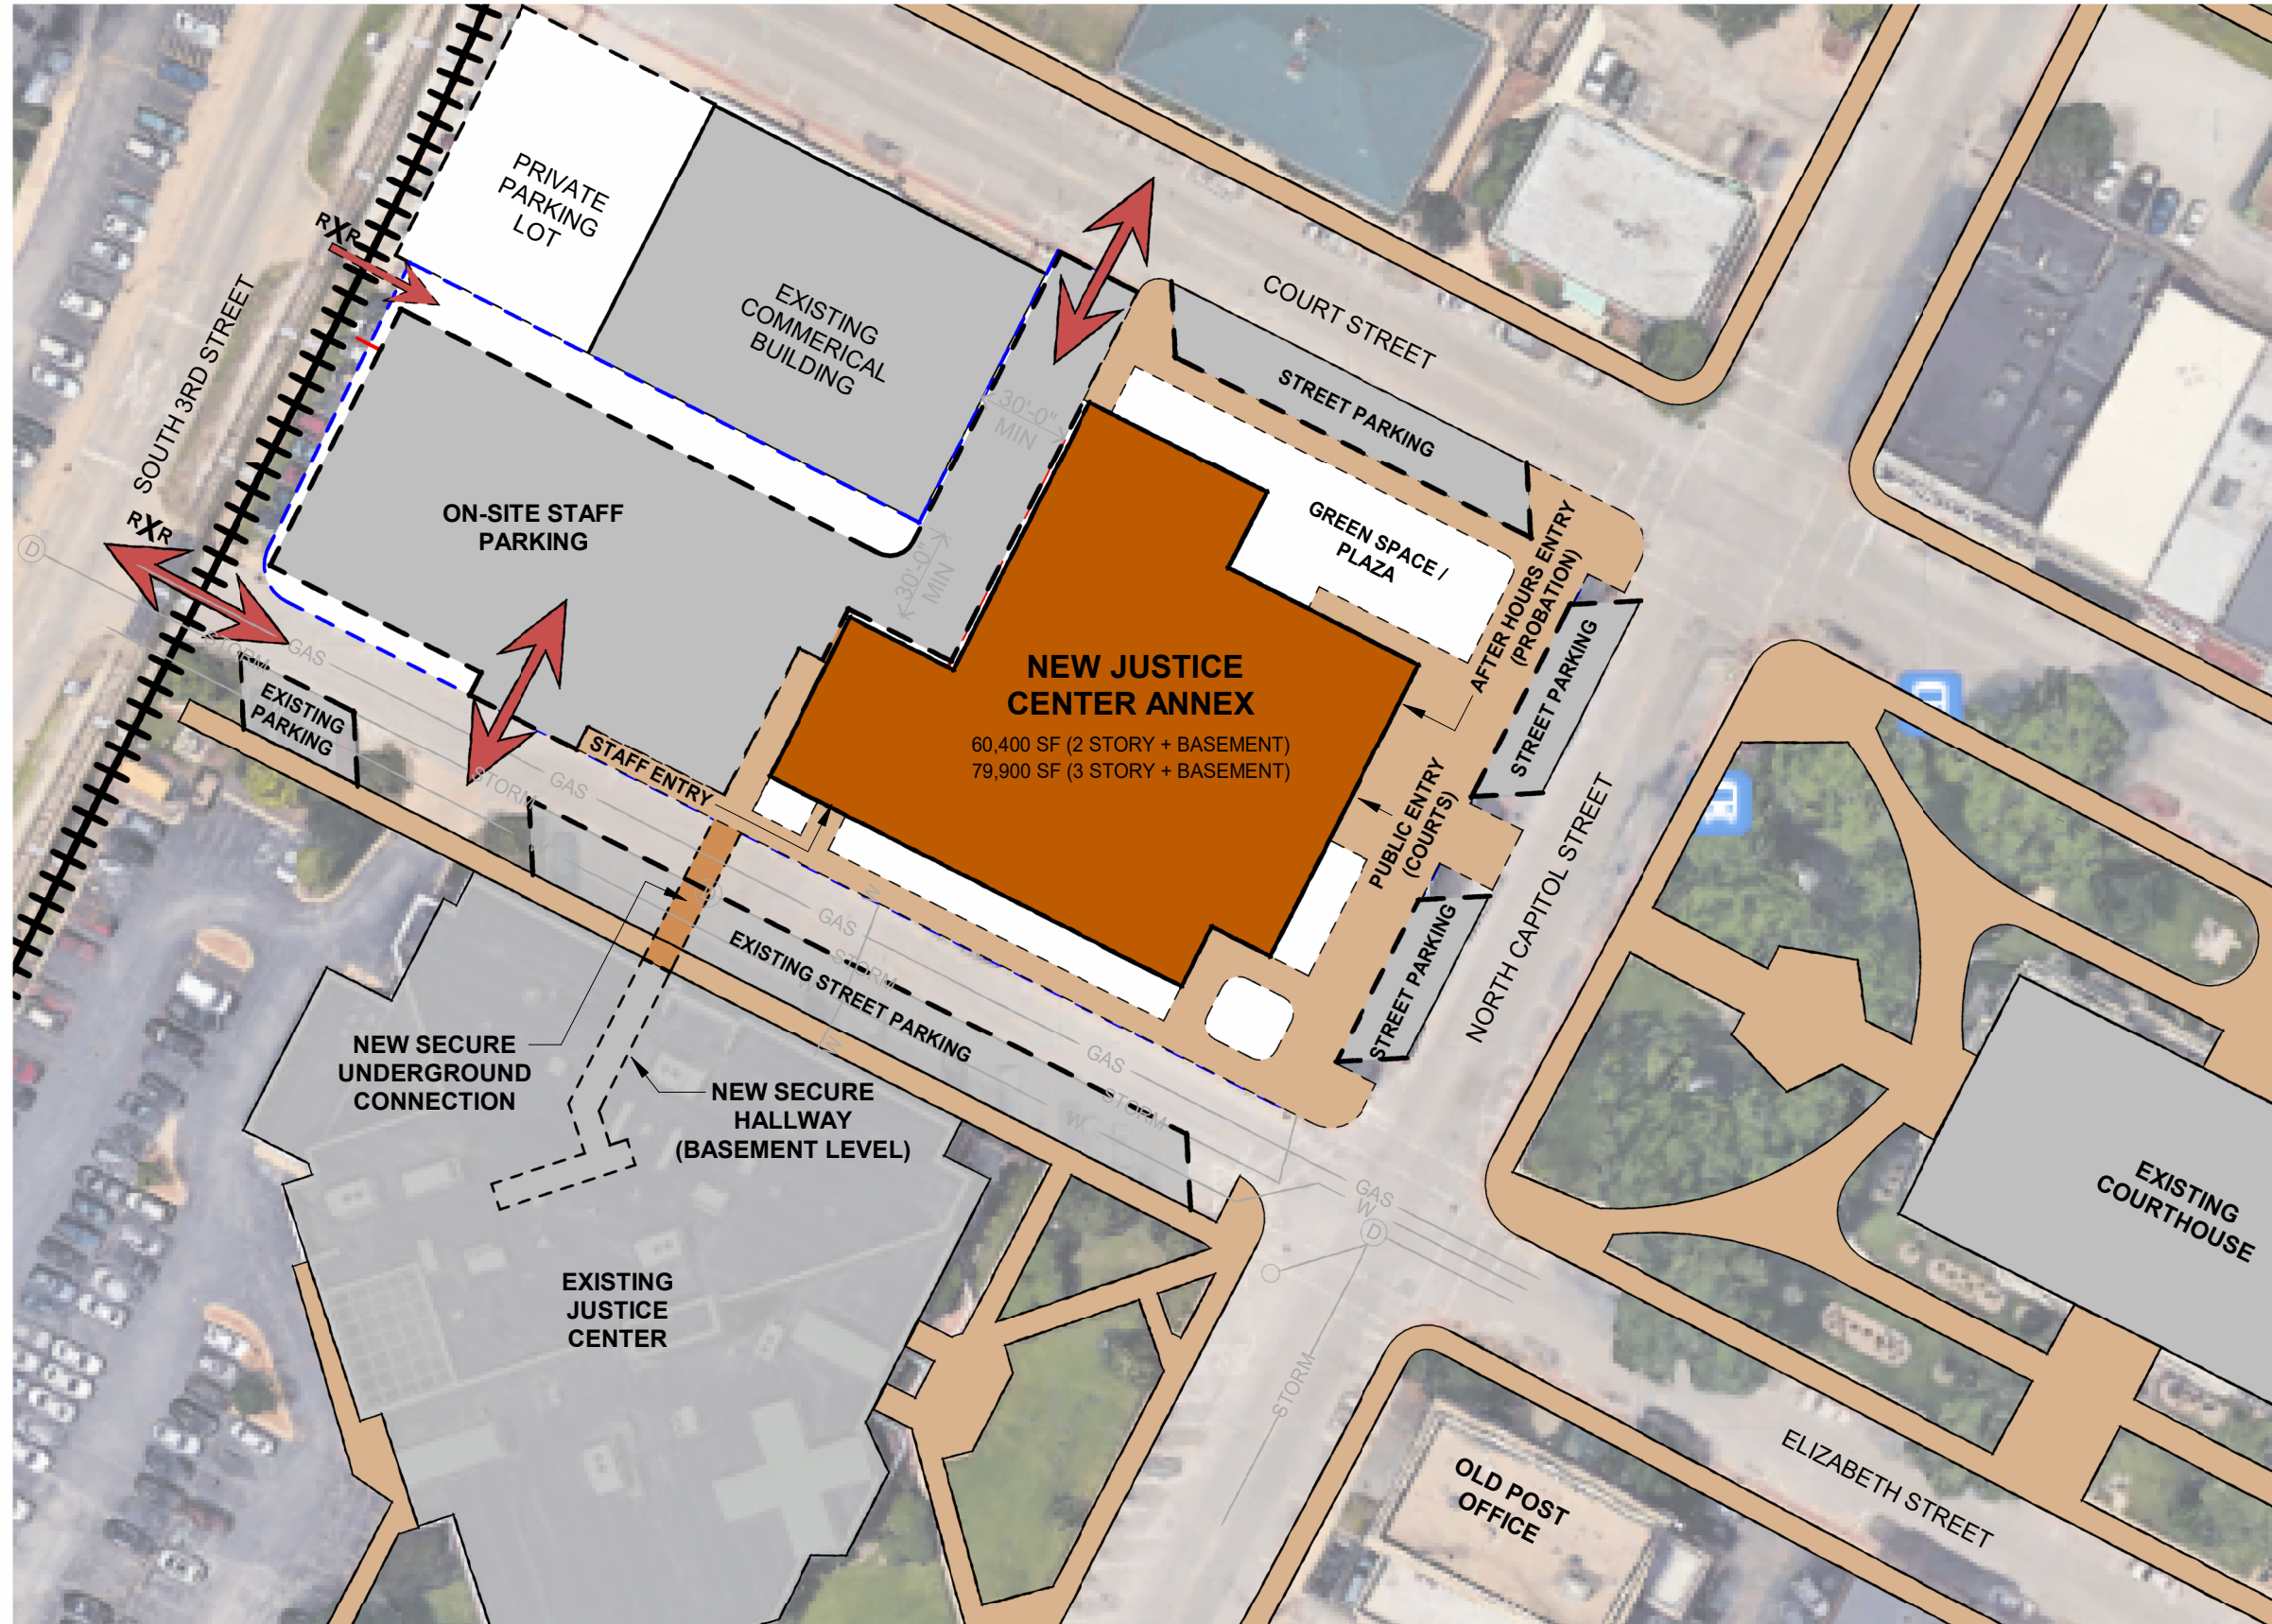 PRIVATE
PARKING
LOT
RXR
SOUTH 3RD STREET
RXR
D
EXISTING
COMMERICAL
BUILDING
COURT STREET
STREET PARKING
30'-0"
MIN
30'-0"
MIN
ON-SITE STAFF
PARKING
GREEN SPACE /
PLAZA
AFTER HOURS ENTRY
(PROBATION)
STREET PARKING
NEW JUSTICE
CENTER ANNEX
60,400 SF (2 STORY + BASEMENT)
79,900 SF (3 STORY + BASEMENT)
PUBLIC ENTRY
(COURTS)
STREET PARKING
NORTH CAPITOL STREET
STORM
GAS
EXISTING
PARKING
STAFF ENTRY
STORM
GAS
D
W
GAS
STORM
EXISTING STREET PARKING
W
GAS
STORM
W
GAS
W
D
STORM
NEW SECURE
UNDERGROUND
CONNECTION
NEW SECURE
HALLWAY
(BASEMENT LEVEL)
EXISTING
JUSTICE
CENTER
EXISTING
COURTHOUSE
OLD POST
OFFICE
ELIZABETH STREET